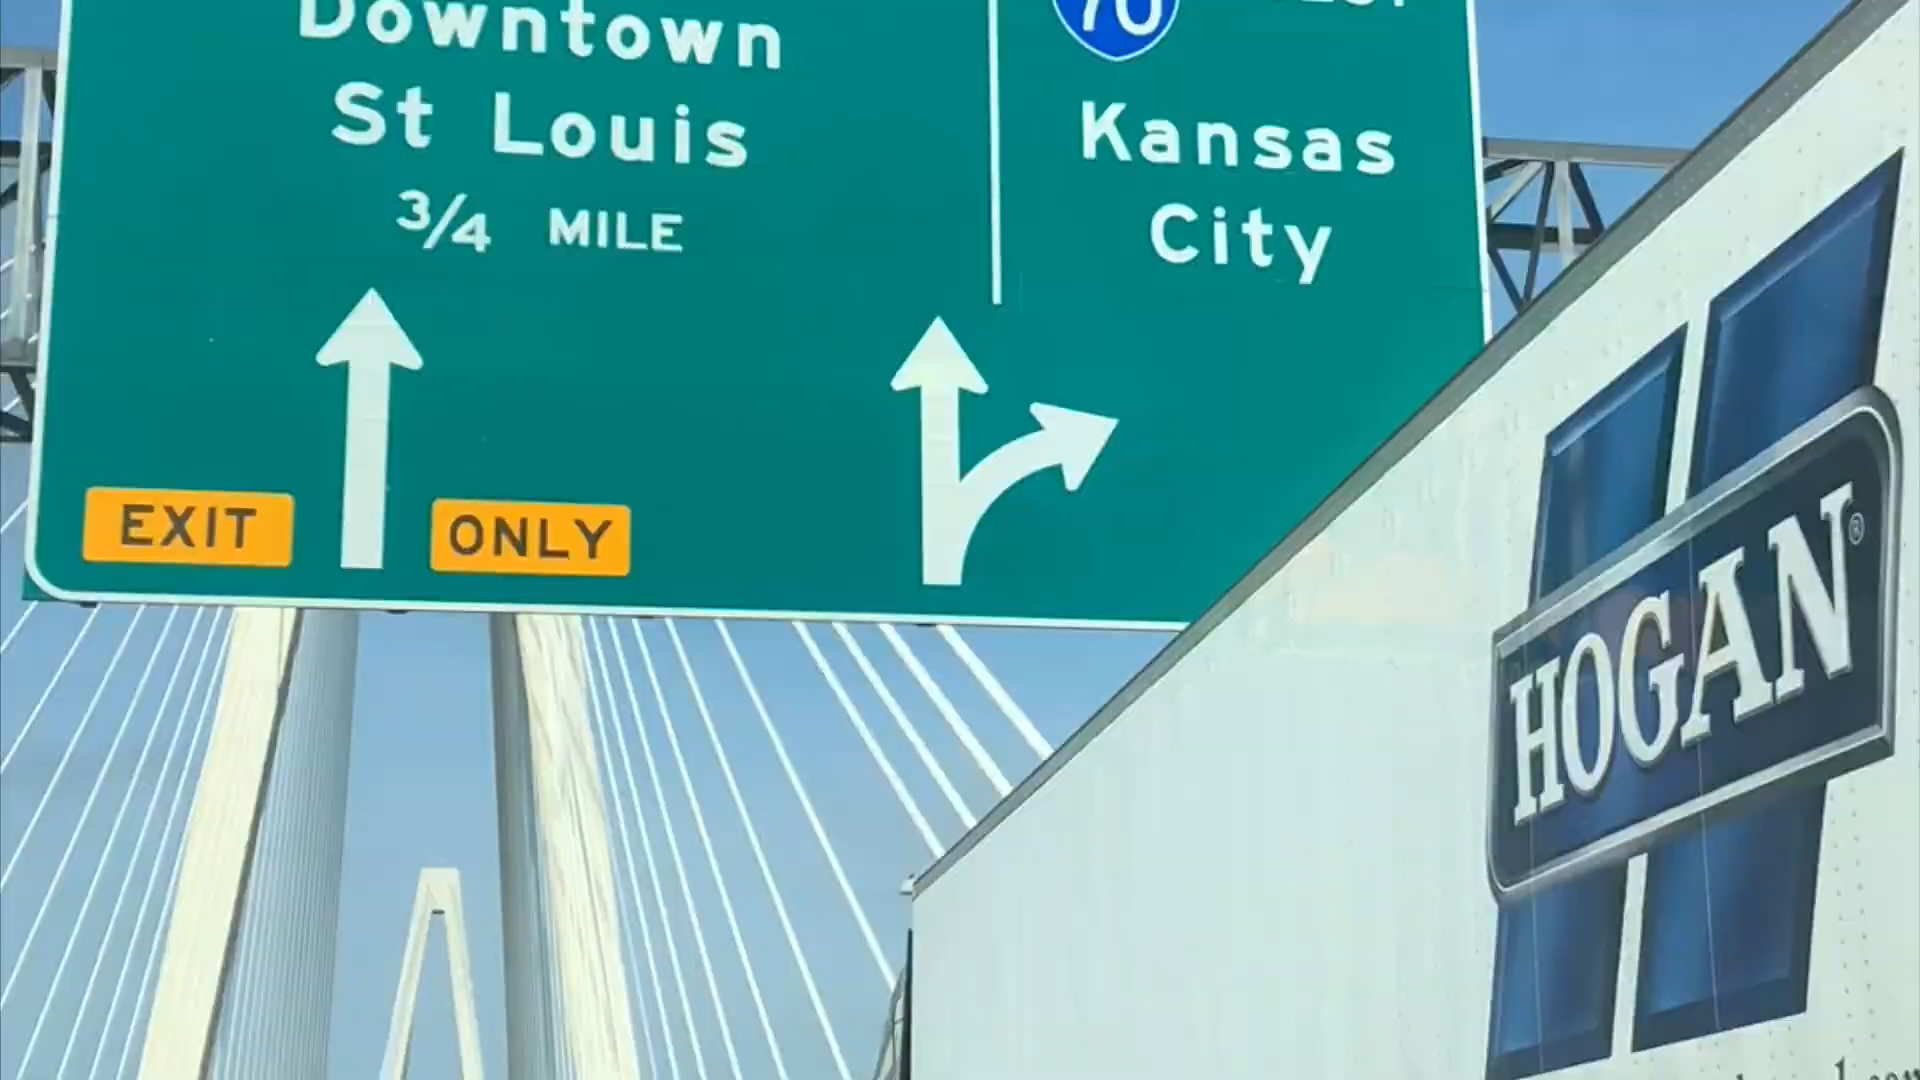 Downtown
St Louis
3/4 MILE
EXIT ONLY
70
Kansas
City
HOGAN®